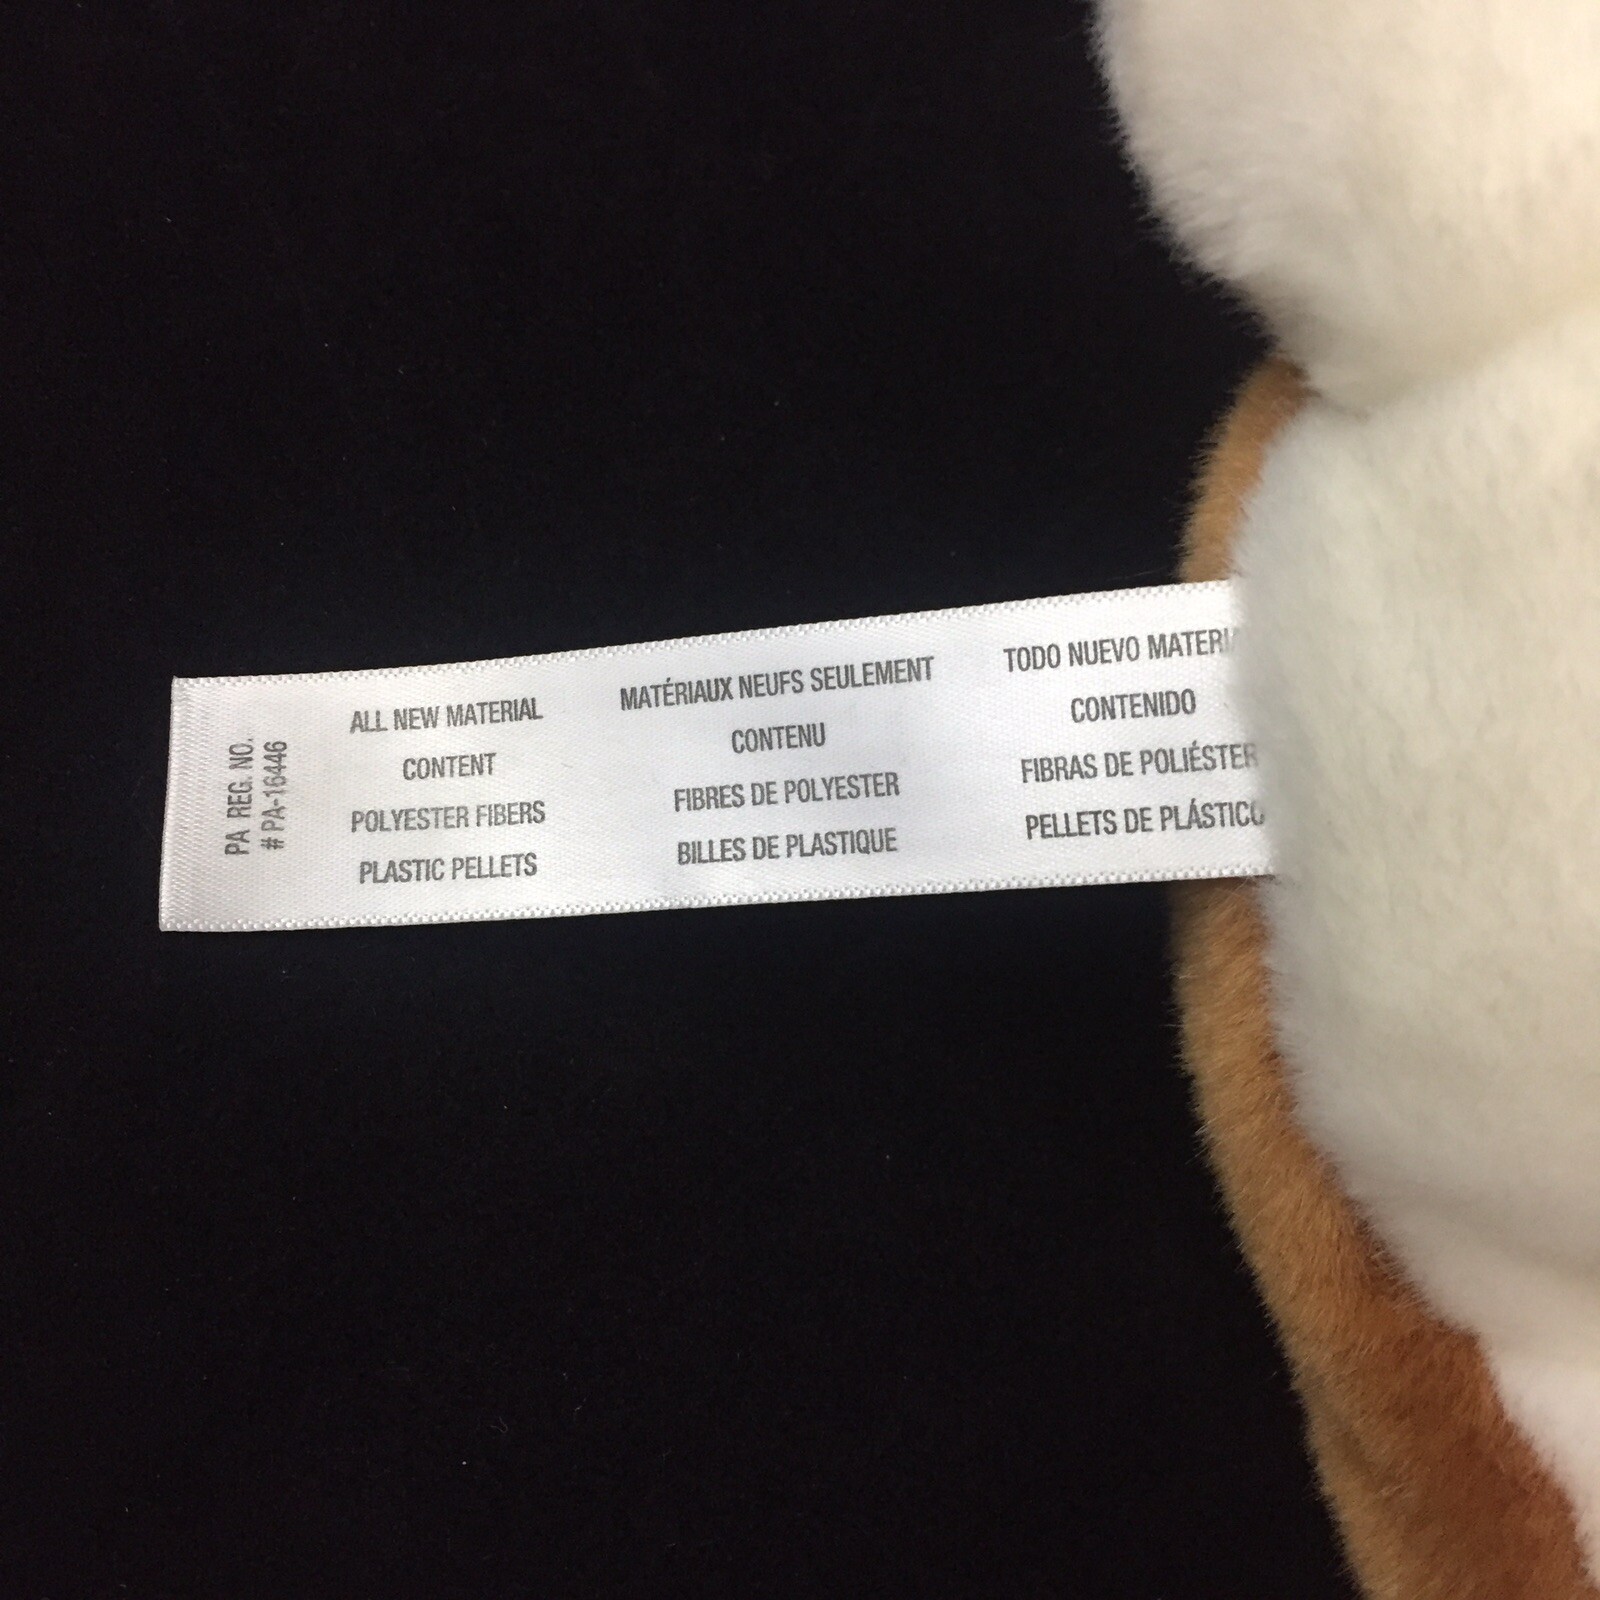 PA REG. NO.
# PA-16446
ALL NEW MATERIAL
CONTENT
POLYESTER FIBERS
PLASTIC PELLETS
MATÉRIAUX NEUFS SEULEMENT
CONTENU
FIBRES DE POLYESTER
BILLES DE PLASTIQUE
TODO NUEVO MATERI
CONTENIDO
FIBRAS DE POLIÉSTER
PELLETS DE PLÁSTICO